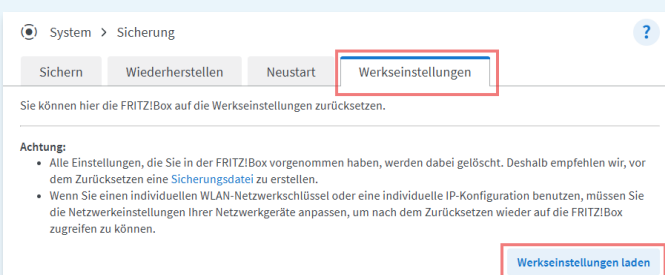 System > Sicherung
?
Sichern Wiederherstellen Neustart Werkseinstellungen
Sie können hier die FRITZ!Box auf die Werkseinstellungen zurücksetzen.
Achtung:
• Alle Einstellungen, die Sie in der FRITZ!Box vorgenommen haben, werden dabei gelöscht. Deshalb empfehlen wir, vor
dem Zurücksetzen eine Sicherungsdatei zu erstellen.
• Wenn Sie einen individuellen WLAN-Netzwerkschlüssel oder eine individuelle IP-Konfiguration benutzen, müssen Sie
die Netzwerkeinstellungen Ihrer Netzwerkgeräte anpassen, um nach dem Zurücksetzen wieder auf die FRITZ!Box
zugreifen zu können.
Werkseinstellungen laden